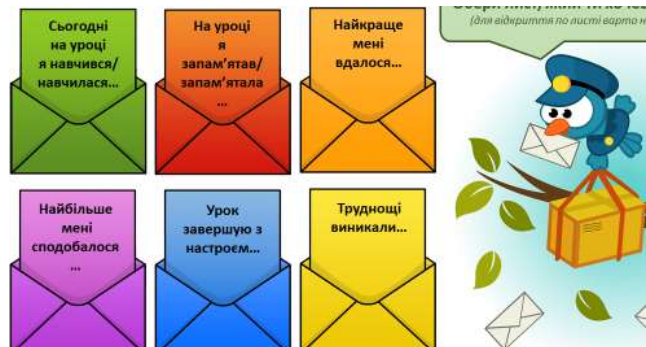 Сьогодні
на уроці
я навчився/
навчилася...
На уроці
я
запам'ятав/
запам'ятала
...
Найкраще
мені
вдалося...
(для відкриття по листі варто н
Найбільше
мені
сподобалося
...
Урок
завершую з
настроєм...
Труднощі
виникали...